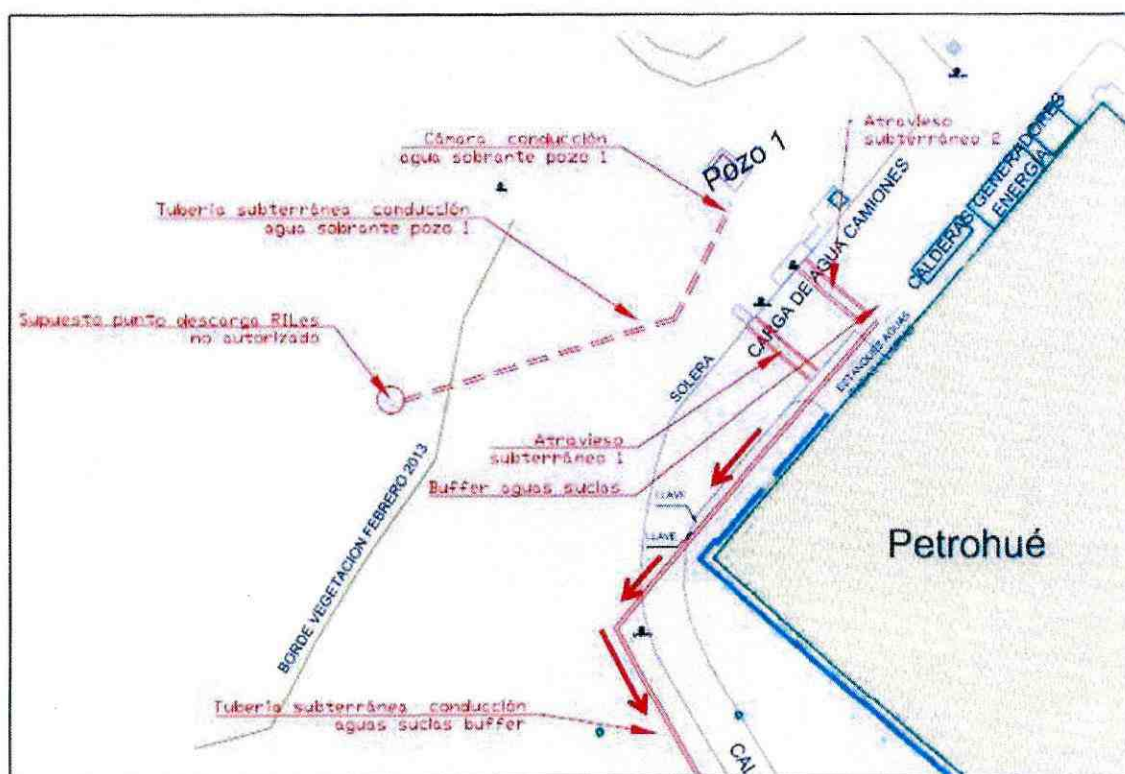 Cámara conducción
agua sobrante pozo 1
Pozo 1
Atravieso
subterráneo 2
Tubería subterránea conducción
agua sobrante pozo 1
Supuesto punto descarga RILes
no autorizado
CARGA DE AGUA CAMIONES
CALDERAS
GENERADORES
ENERGÍA
SOLERA
ESTANQUES AGUAS
Atravieso
subterráneo 1
Buffer aguas sucias
LLAVE
LLAVE
Petrohué
BORDE VEGETACION FEBRERO 2013
Tubería subterránea conducción
aguas sucias buffer
CAL